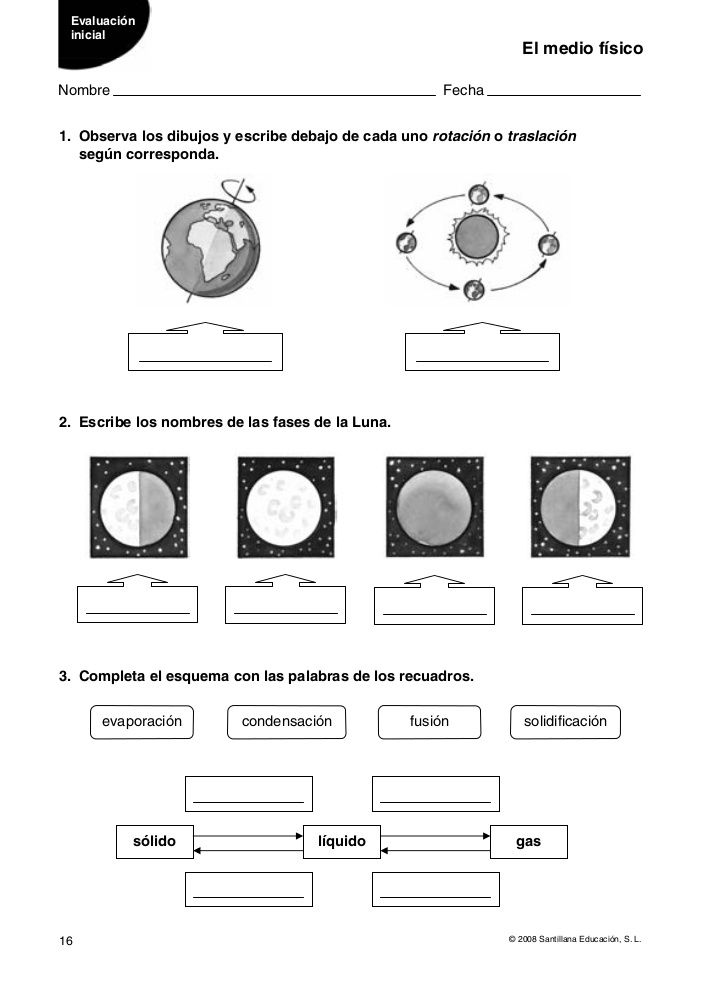 Evaluación
inicial
El medio físico
Nombre Fecha
1. Observa los dibujos y escribe debajo de cada uno rotación o traslación
según corresponda.
2. Escribe los nombres de las fases de la Luna.
3. Completa el esquema con las palabras de los recuadros.
evaporación condensación fusión solidificación
sólido líquido gas
16 © 2008 Santillana Educación, S. L.